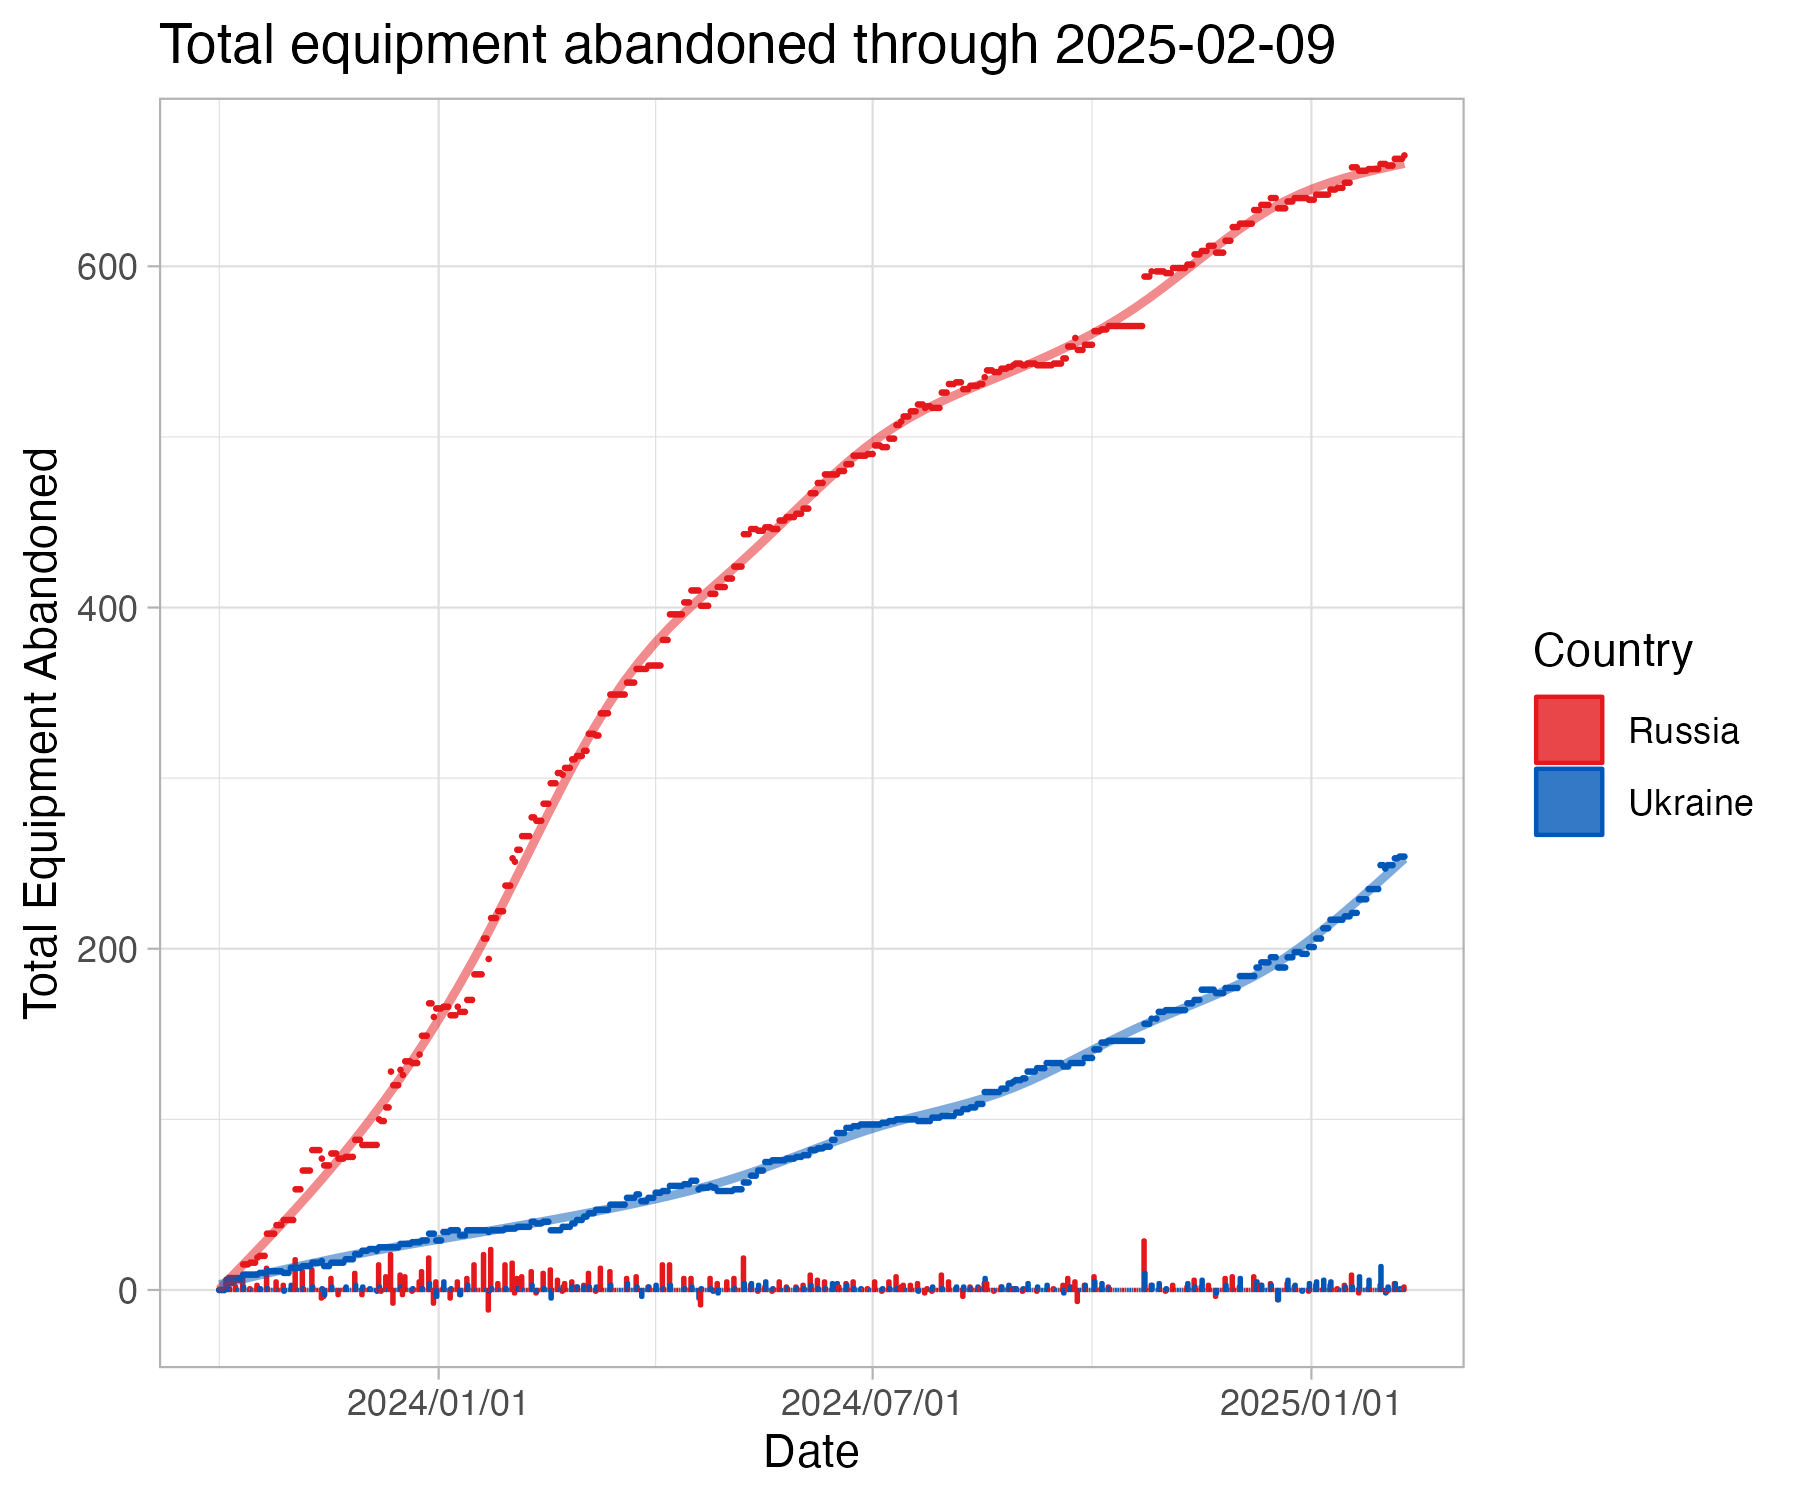 Total equipment abandoned through 2025-02-09
Total Equipment Abandoned
600
400
200
0
2024/01/01
2024/07/01
2025/01/01
Date
Country
Russia
Ukraine